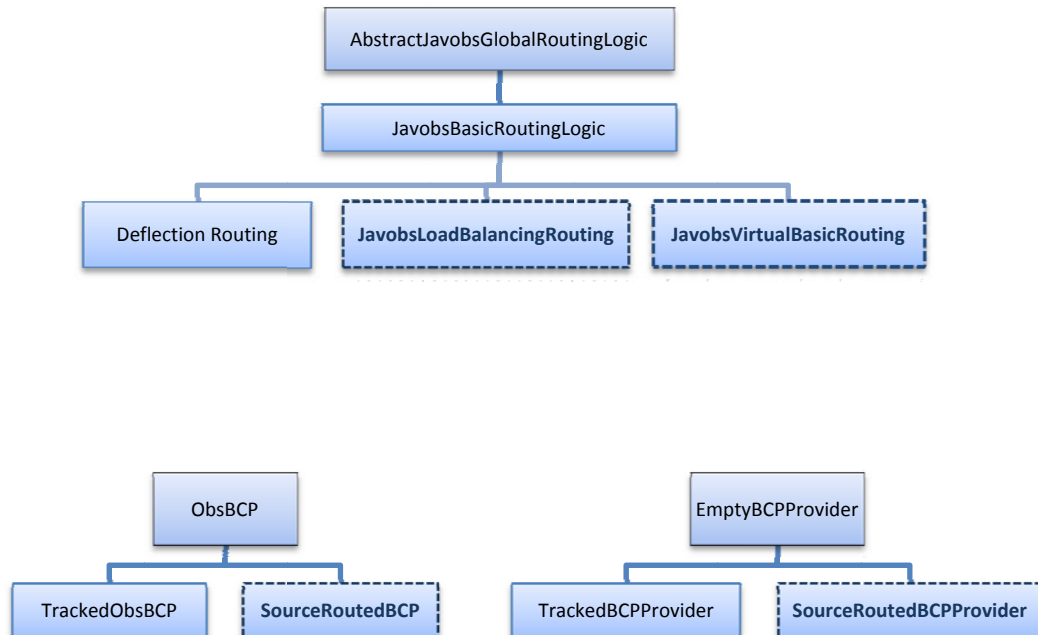 AbstractJavobsGlobalRoutingLogic
JavobsBasicRoutingLogic
Deflection Routing
JavobsLoadBalancingRouting
JavobsVirtualBasicRouting
ObsBCP
EmptyBCPProvider
TrackedObsBCP
SourceRoutedBCP
TrackedBCPProvider
SourceRoutedBCPProvider